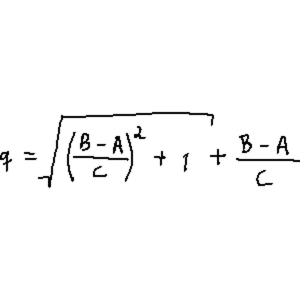 q = √((B-A)/C)² + 1) + (B-A)/C